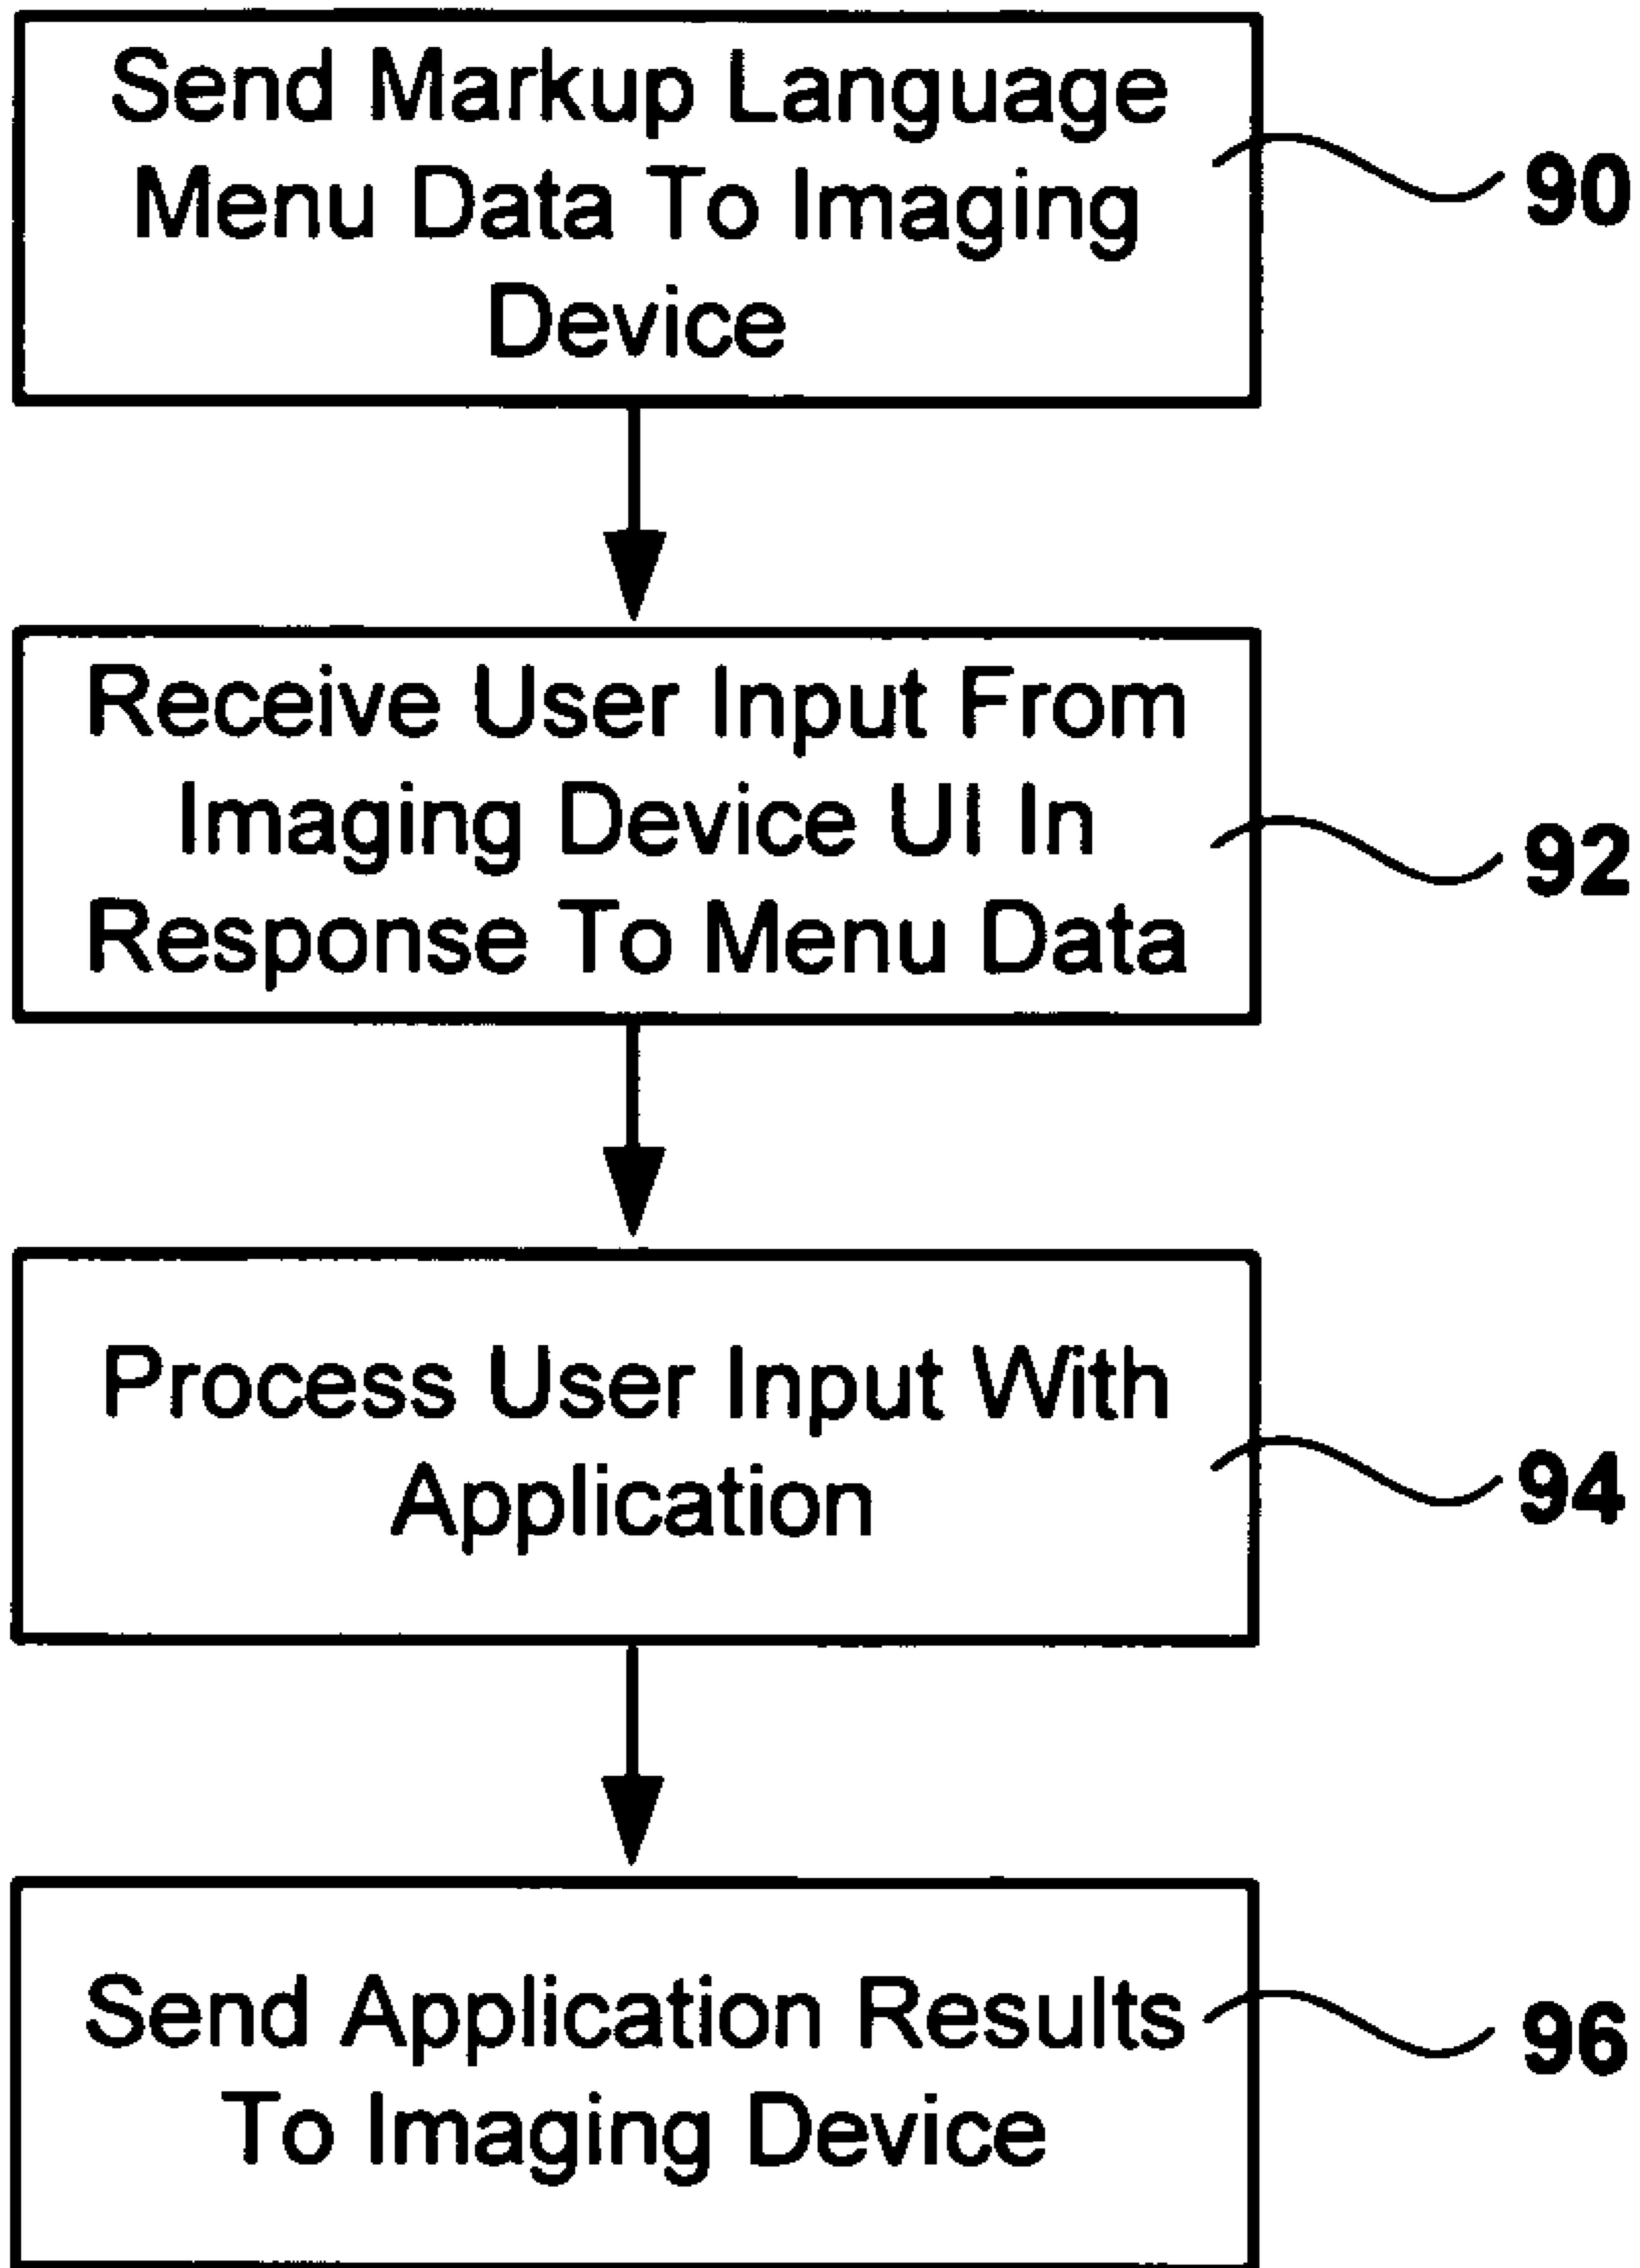 Send Markup Language
Menu Data To Imaging
Device
90
Receive User Input From
Imaging Device UI In
Response To Menu Data
92
Process User Input With
Application
94
Send Application Results
To Imaging Device
96